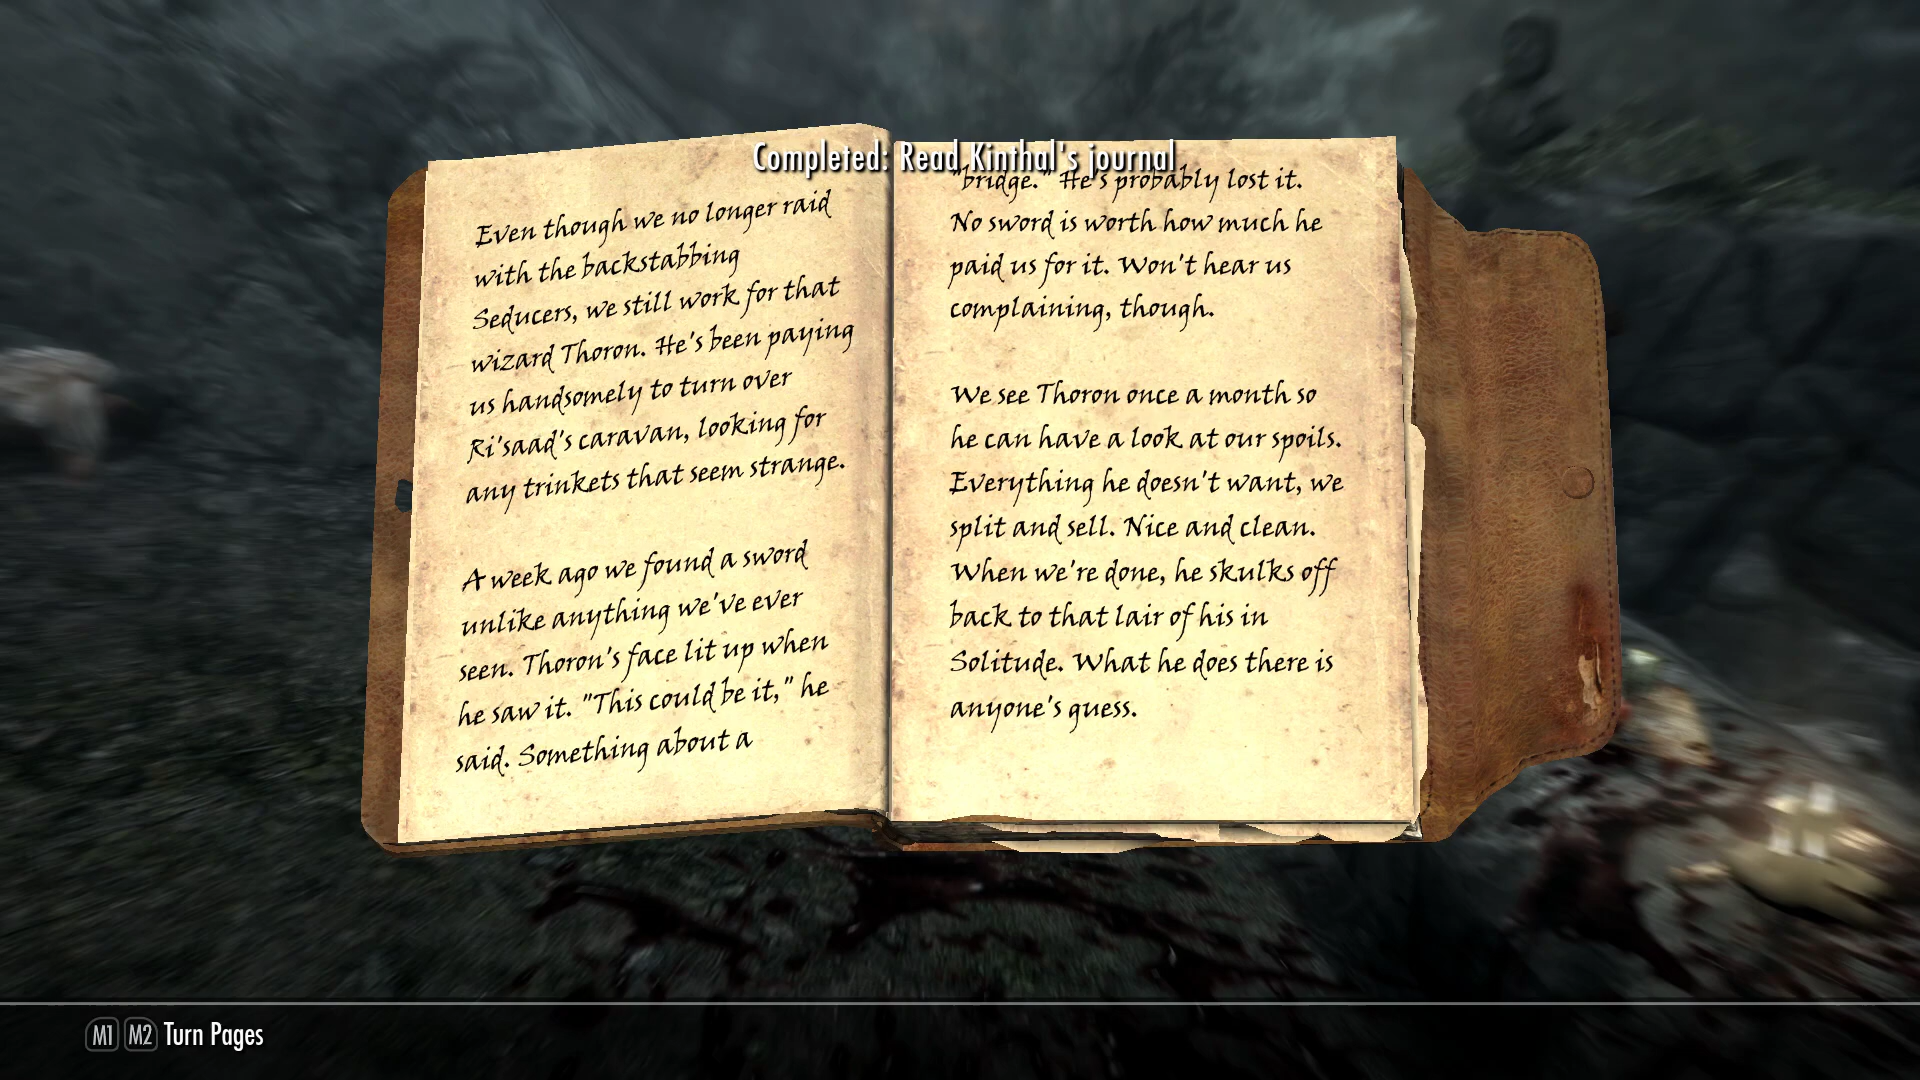 Completed: Read Kinthal's journal
Even though we no longer raid
with the backstabbing
Seducers, we still work for that
wizard Thoron. He's been paying
us handsomely to turn over
Ri'saad's caravan, looking for
any trinkets that seem strange.
A week ago we found a sword
unlike anything we've ever
seen. Thoron's face lit up when
he saw it. "This could be it," he
said. Something about a
"bridge." He's probably lost it.
No sword is worth how much he
paid us for it. Won't hear us
complaining, though.
We see Thoron once a month so
he can have a look at our spoils.
Everything he doesn't want, we
split and sell. Nice and clean.
When we're done, he skulks off
back to that lair of his in
Solitude. What he does there is
anyone's guess.
M1 M2 Turn Pages